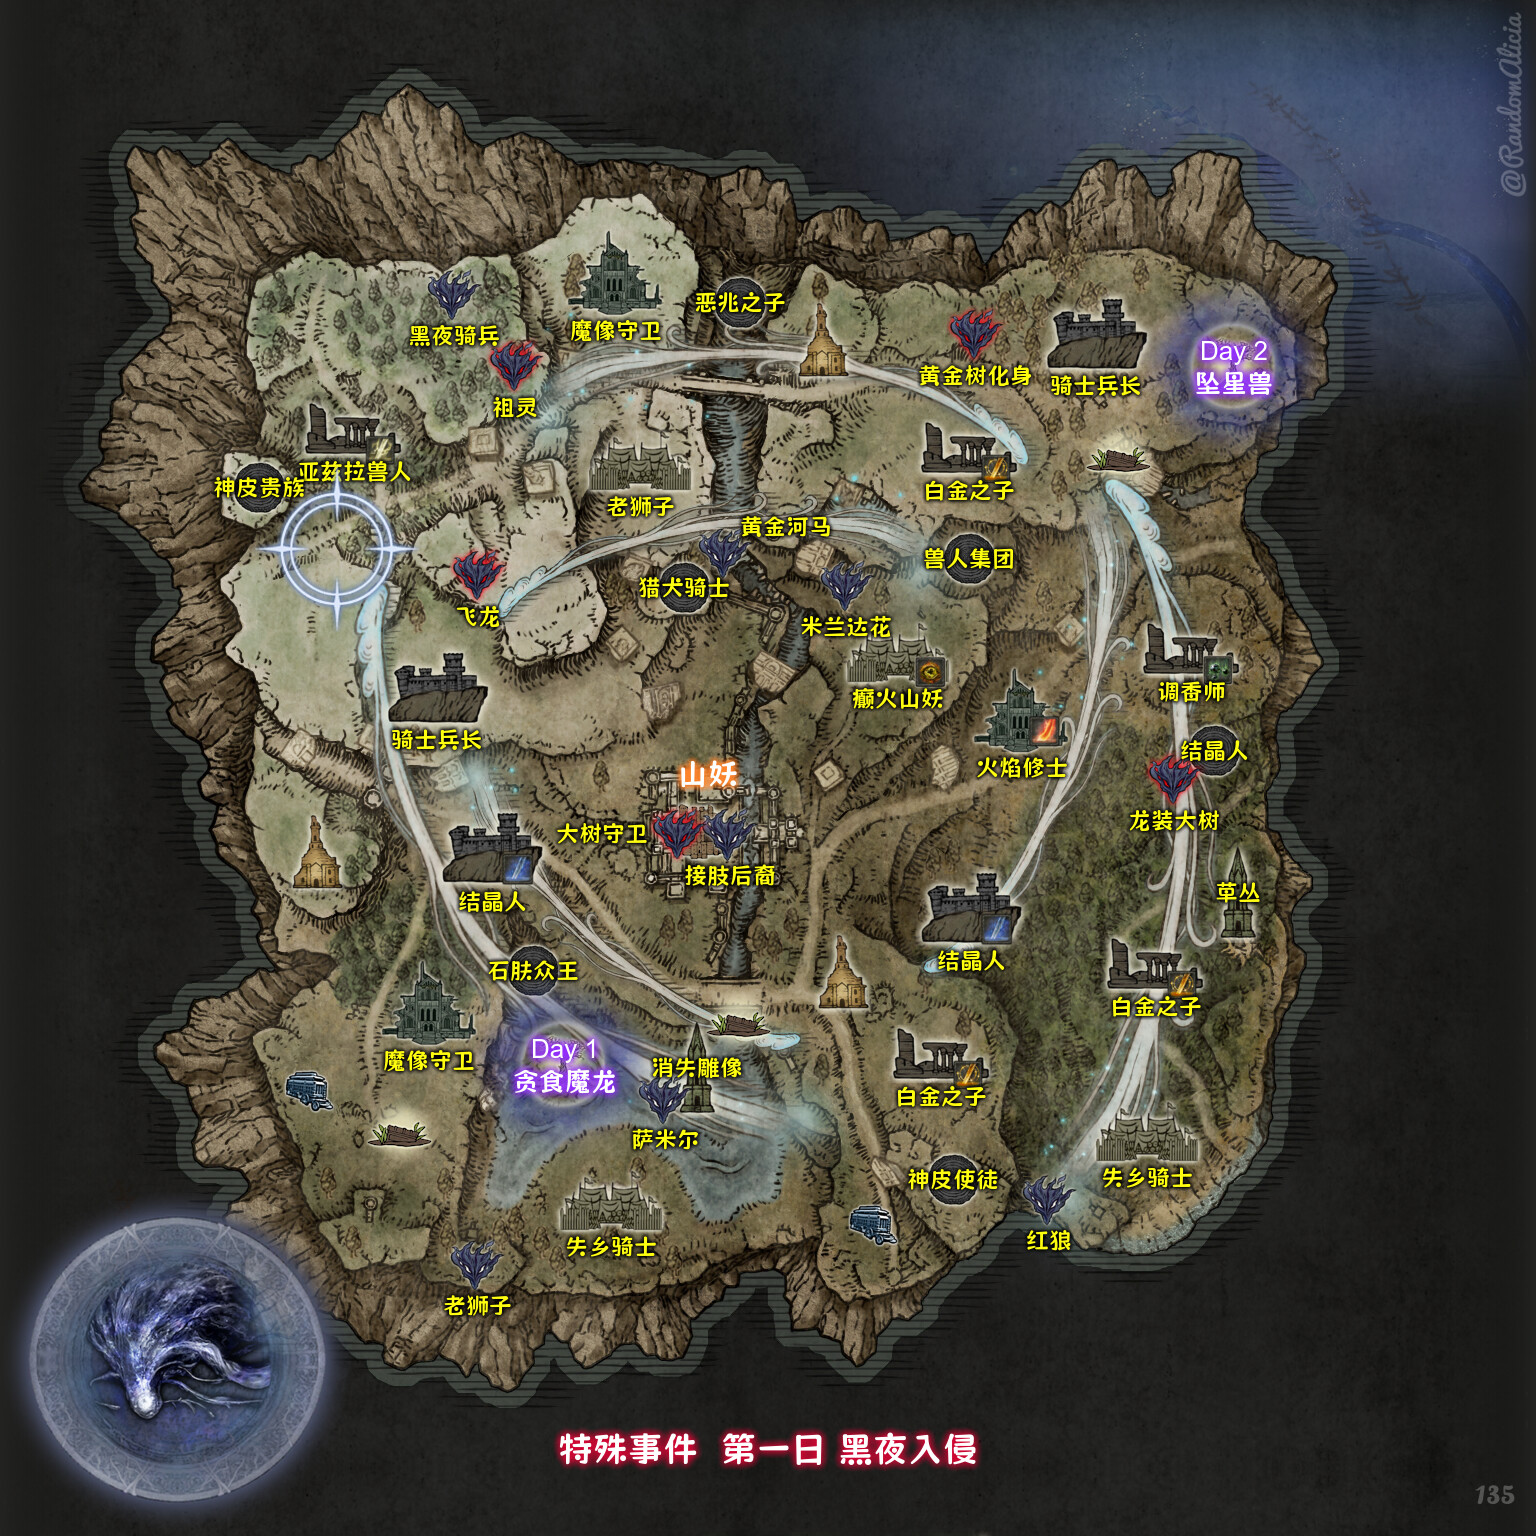 @RandomAlicia
恶兆之子
魔像守卫
黑夜骑兵
Day 2
坠星兽
黄金树化身
骑士兵长
祖灵
亚兹拉兽人
神皮贵族
白金之子
老狮子
黄金河马
兽人集团
猎犬骑士
飞龙
米兰达花
调香师
癫火山妖
骑士兵长
结晶人
火焰修士
山妖
龙装大树
大树守卫
接肢后裔
草丛
结晶人
结晶人
石肤众王
白金之子
Day 1
贪食魔龙
魔像守卫
消失雕像
白金之子
萨米尔
神皮使徒
失乡骑士
红狼
失乡骑士
老狮子
特殊事件 第一日 黑夜入侵
135